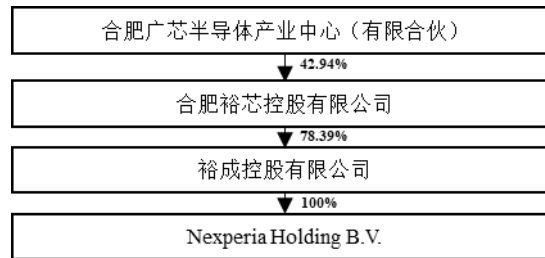 合肥广芯半导体产业中心（有限合伙）
42.94%
合肥裕芯控股有限公司
78.39%
裕成控股有限公司
100%
Nexperia Holding B.V.